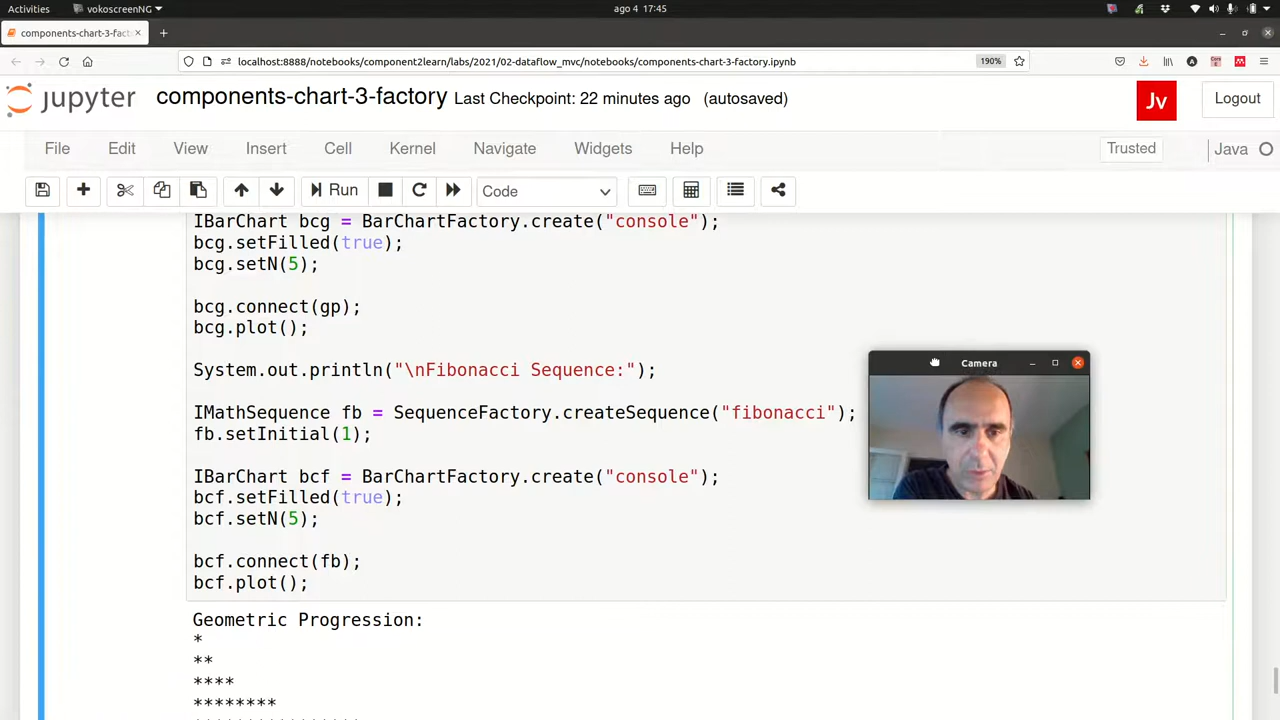 Activities
vokoscreenNG
ago 4 17:45
components-chart-3-fact
localhost:8888/notebooks/component2learn/labs/2021/02-dataflow_mvc/notebooks/components-chart-3-factory.ipynb
190%
jupyter
components-chart-3-factory Last Checkpoint: 22 minutes ago (autosaved)
Jv
Logout
File Edit View Insert Cell Kernel Navigate Widgets Help
Trusted
Java
Run
Code
IBarChart bcg = BarChartFactory.create("console");
bcg.setFilled(true);
bcg.setN(5);
bcg.connect(gp);
bcg.plot();
System.out.println("\nFibonacci Sequence:");
Camera
IMathSequence fb = SequenceFactory.createSequence("fibonacci");
fb.setInitial(1);
IBarChart bcf = BarChartFactory.create("console");
bcf.setFilled(true);
bcf.setN(5);
bcf.connect(fb);
bcf.plot();
Geometric Progression:
*
**
****
********